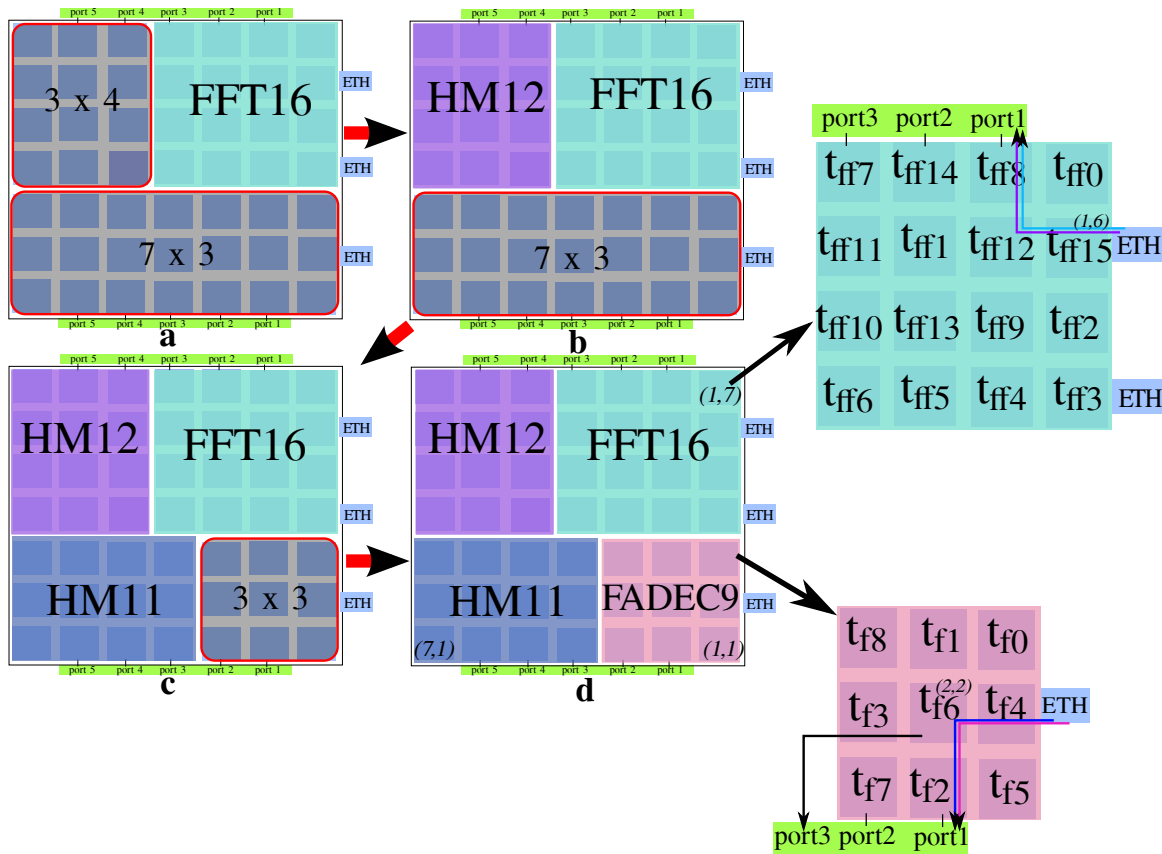 port 5 port 4 port 3 port 2 port 1
3 x 4
FFT16
ETH
ETH
7 x 3
ETH
port 5 port 4 port 3 port 2 port 1
a
port 5 port 4 port 3 port 2 port 1
HM12
FFT16
ETH
ETH
7 x 3
ETH
port 5 port 4 port 3 port 2 port 1
b
port 5 port 4 port 3 port 2 port 1
HM12
FFT16
ETH
ETH
HM11
3 x 3
ETH
port 5 port 4 port 3 port 2 port 1
c
port 5 port 4 port 3 port 2 port 1
(1,7)
HM12
FFT16
ETH
ETH
HM11
FADEC9
ETH
(7,1)
(1,1)
port 5 port 4 port 3 port 2 port 1
d
port3 port2 port1
tff7 tff14 tff8 tff0
(1,6)
tff11 tff1 tff12 tff15 ETH
tff10 tff13 tff9 tff2
tff6 tff5 tff4 tff3 ETH
tf8 tf1 tf0
(2,2)
tf3 tf6 tf4 ETH
tf7 tf2 tf5
port3 port2 port1